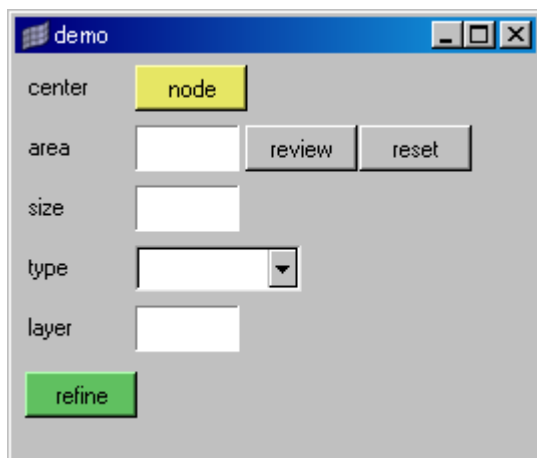 demo
center node
area review reset
size
type
layer
refine